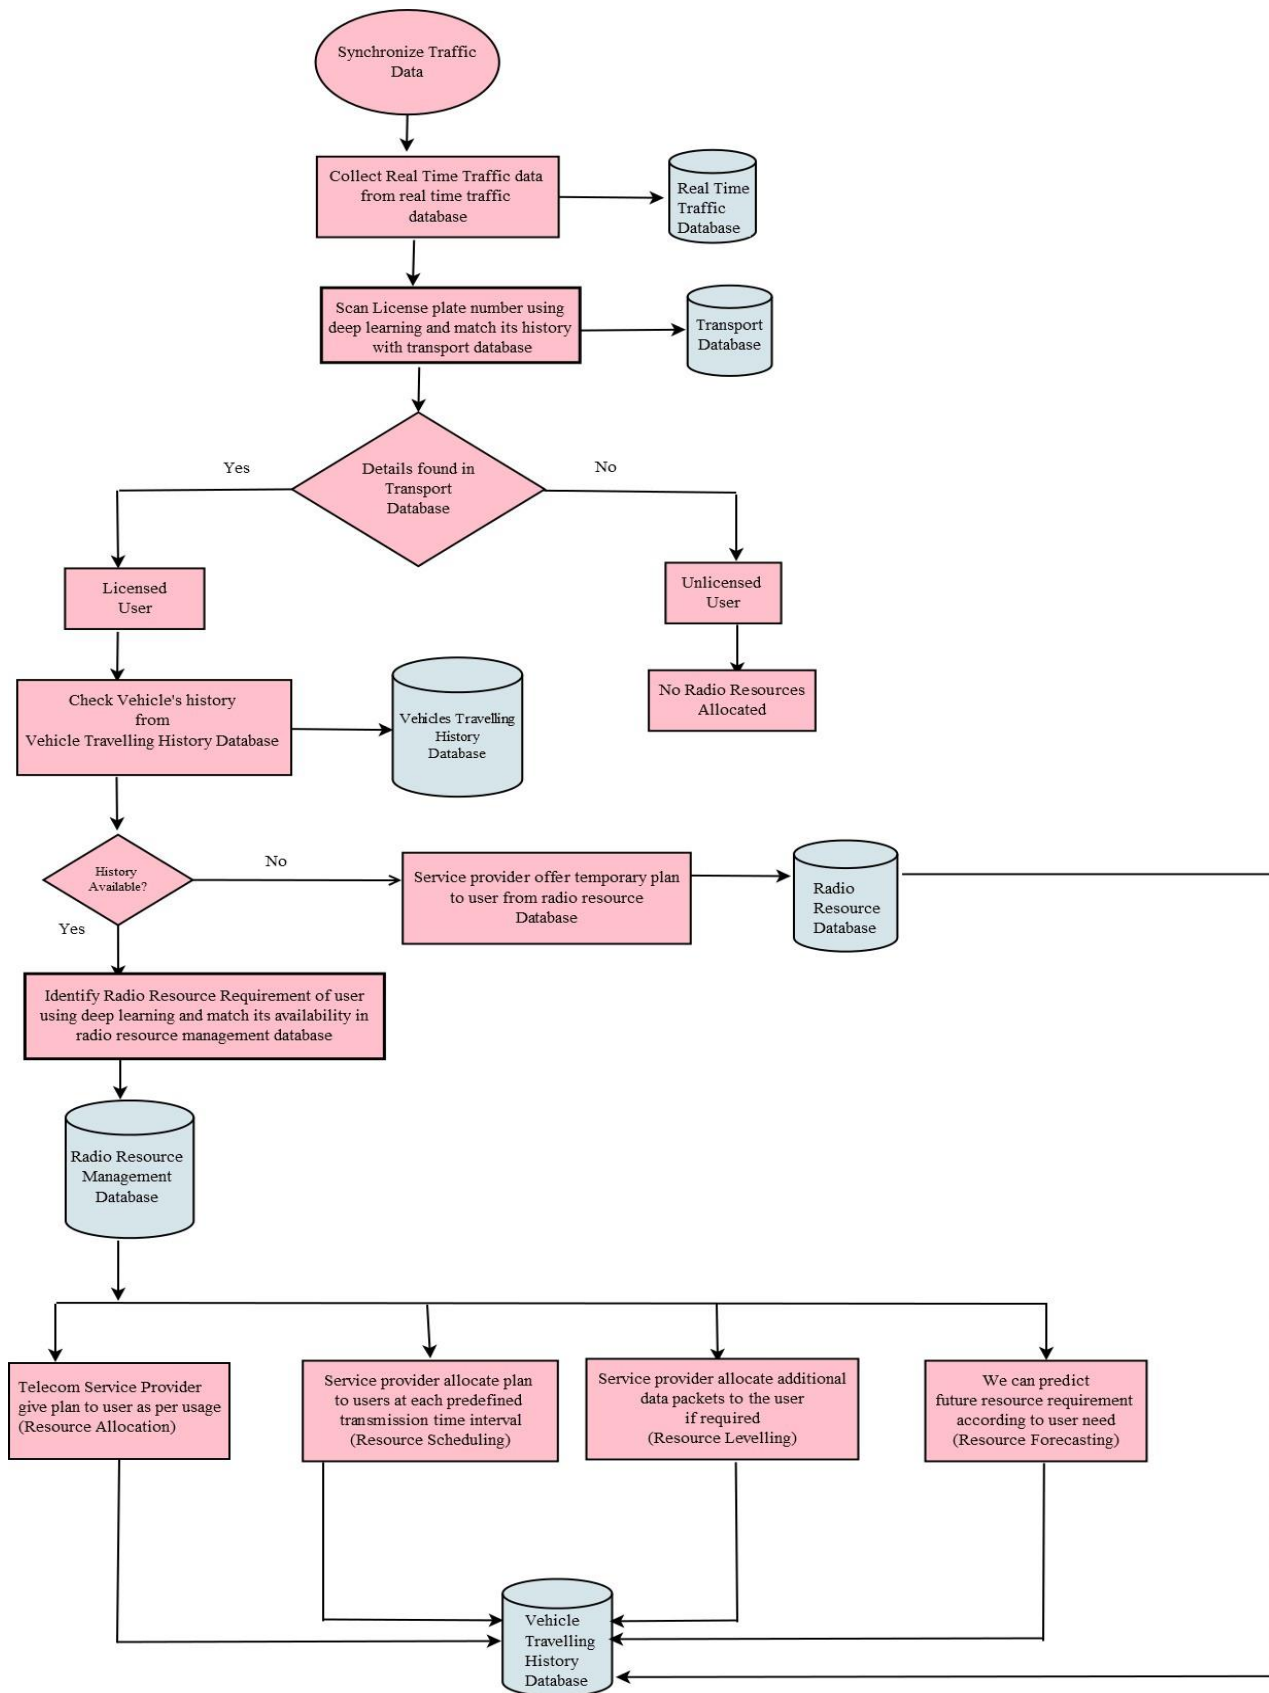 Synchronize Traffic
Data
Collect Real Time Traffic data
from real time traffic
database
Real Time
Traffic
Database
Scan License plate number using
deep learning and match its history
with transport database
Transport
Database
Details found in
Transport
Database
Yes
No
Licensed
User
Unlicensed
User
No Radio Resources
Allocated
Check Vehicle's history
from
Vehicle Travelling History Database
Vehicles Travelling
History
Database
History
Available?
No
Service provider offer temporary plan
to user from radio resource
Database
Radio
Resource
Database
Yes
Identify Radio Resource Requirement of user
using deep learning and match its availability in
radio resource management database
Radio Resource
Management
Database
Telecom Service Provider
give plan to user as per usage
(Resource Allocation)
Service provider allocate plan
to users at each predefined
transmission time interval
(Resource Scheduling)
Service provider allocate additional
data packets to the user
if required
(Resource Levelling)
We can predict
future resource requirement
according to user need
(Resource Forecasting)
Vehicle
Travelling
History
Database